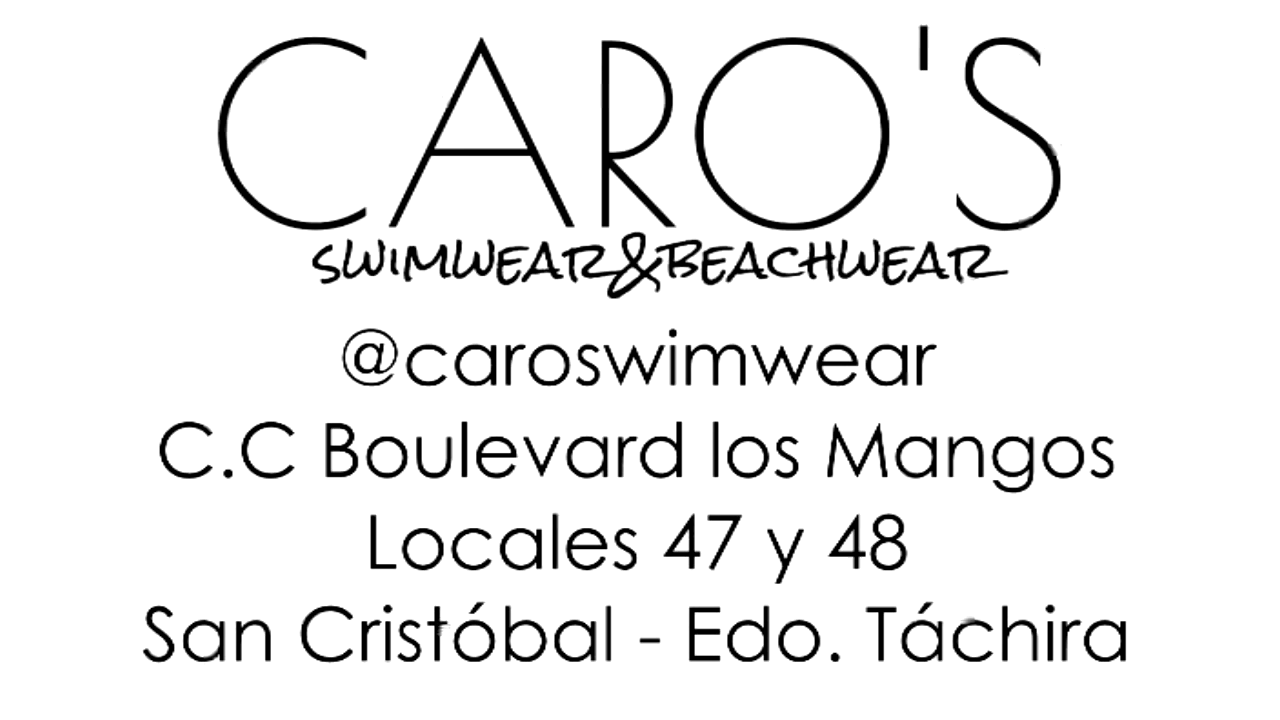 CARO'S
SWIMWEAR&BEACHWEAR
@caroswimwear
C.C Boulevard los Mangos
Locales 47 y 48
San Cristóbal - Edo. Táchira